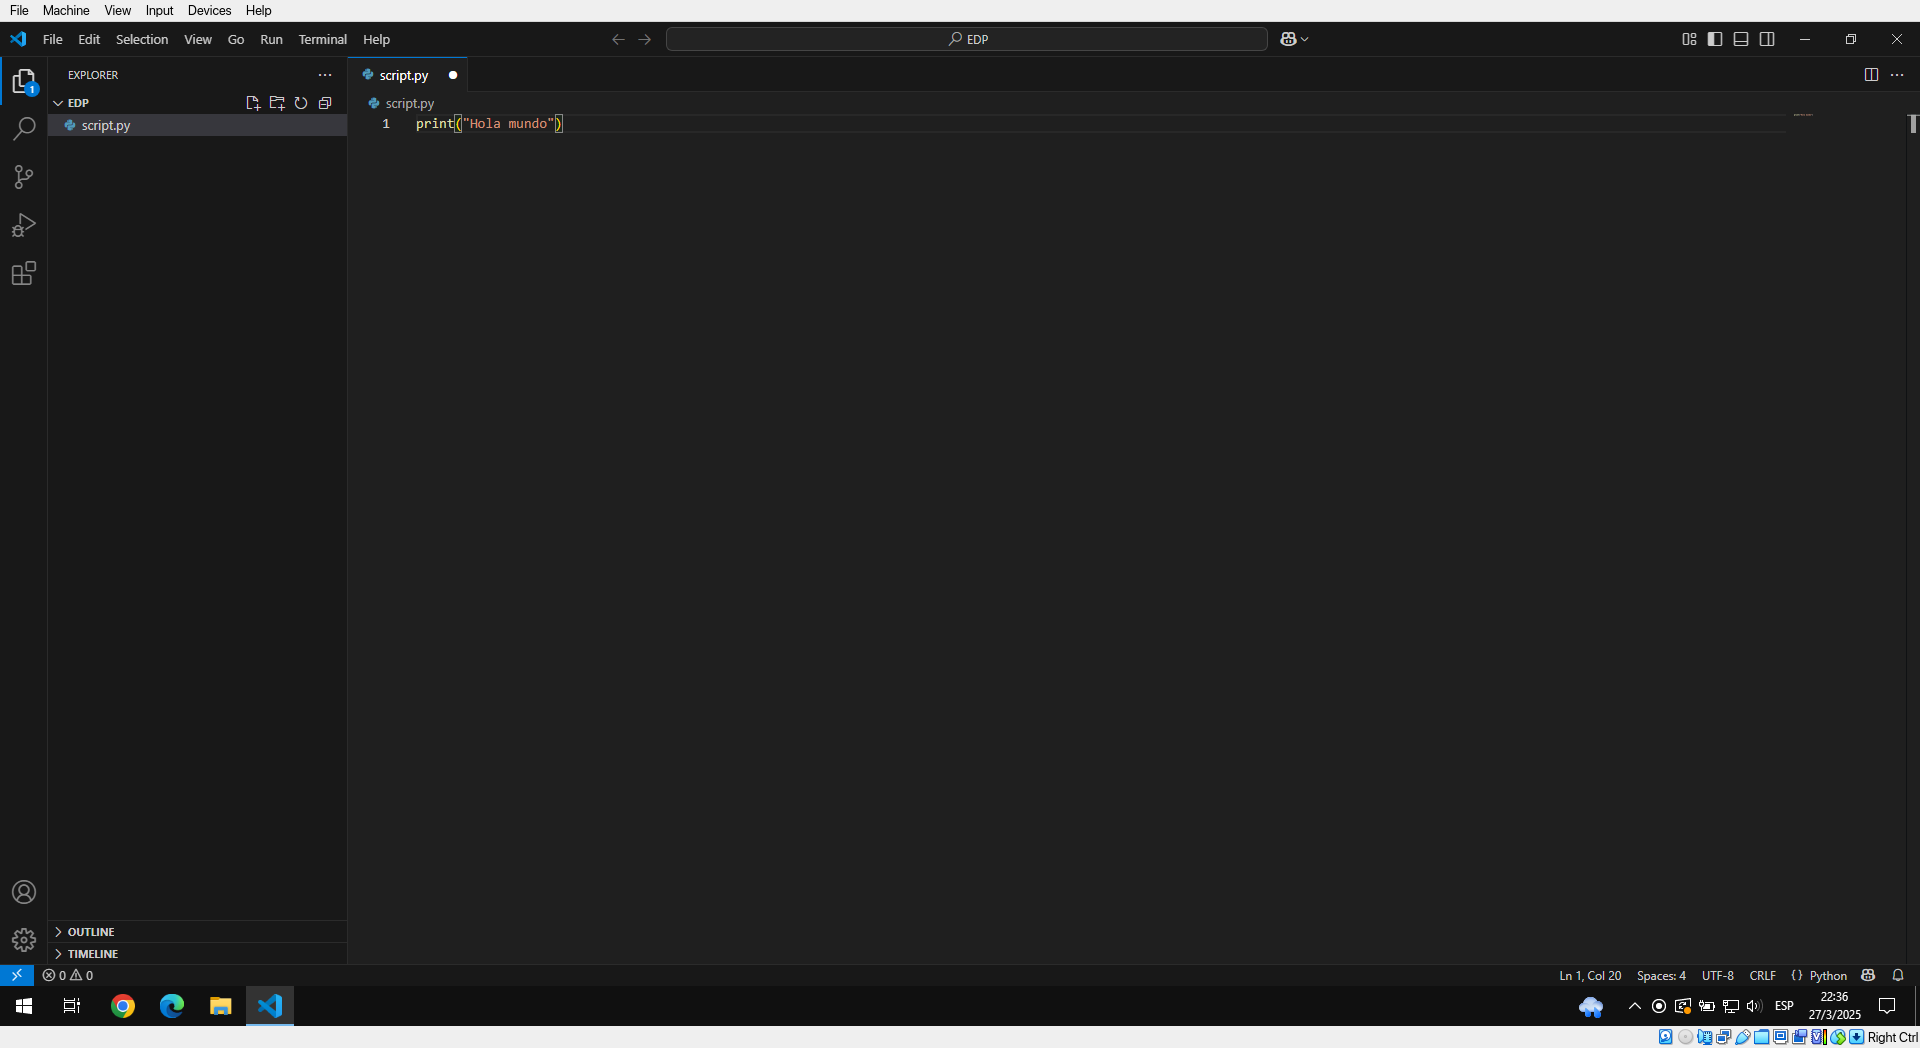 File Machine View Input Devices Help
File Edit Selection View Go Run Terminal Help
EDP
EXPLORER
script.py
EDP
script.py
script.py
1 print("Hola mundo")
1
OUTLINE
TIMELINE
0 0
Ln 1, Col 20 Spaces: 4 UTF-8 CRLF {} Python
ESP
22:36
27/3/2025
Right Ctrl